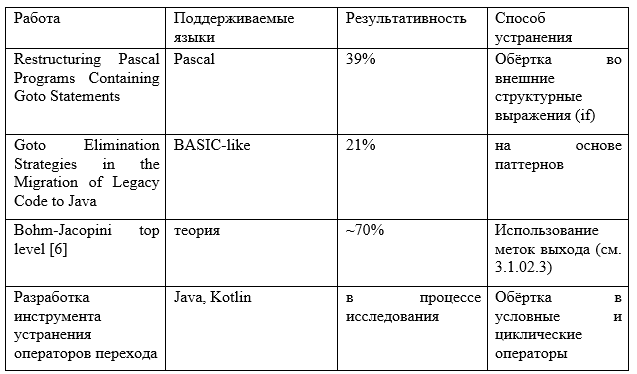 Работа
Поддерживаемые
языки
Результативность
Способ
устранения
Restructuring Pascal
Programs Containing
Goto Statements
Pascal
39%
Обёртка во
внешние
структурные
выражения (if)
Goto Elimination
Strategies in the
Migration of Legacy
Code to Java
BASIC-like
21%
на основе
паттернов
Bohm-Jacopini top
level [6]
теория
~70%
Использование
меток выхода (см.
3.1.02.3)
Разработка
инструмента
устранения
операторов перехода
Java, Kotlin
в процессе
исследования
Обёртка в
условные и
циклические
операторы